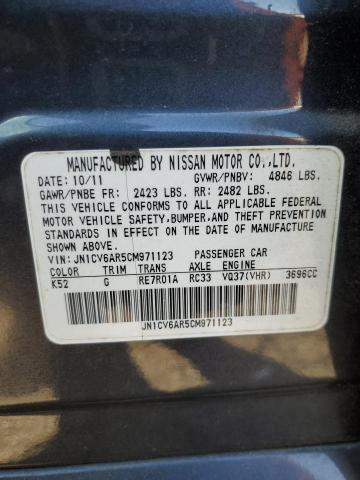 MANUFACTURED BY NISSAN MOTOR CO.,LTD.
DATE: 10/11 GVWR/PNBV: 4846 LBS.
GAWR/PNBE FR: 2423 LBS. RR: 2482 LBS.
THIS VEHICLE CONFORMS TO ALL APPLICABLE FEDERAL
MOTOR VEHICLE SAFETY,BUMPER,AND THEFT PREVENTION
STANDARDS IN EFFECT ON THE DATE OF MANUFACTURE
SHOWN ABOVE.
VIN: JN1CV6AR5CM971123 PASSENGER CAR
COLOR TRIM TRANS AXLE ENGINE
K52 G RE7R01A RC33 VQ37(VHR) 3696CC
JN1CV6AR5CM971123